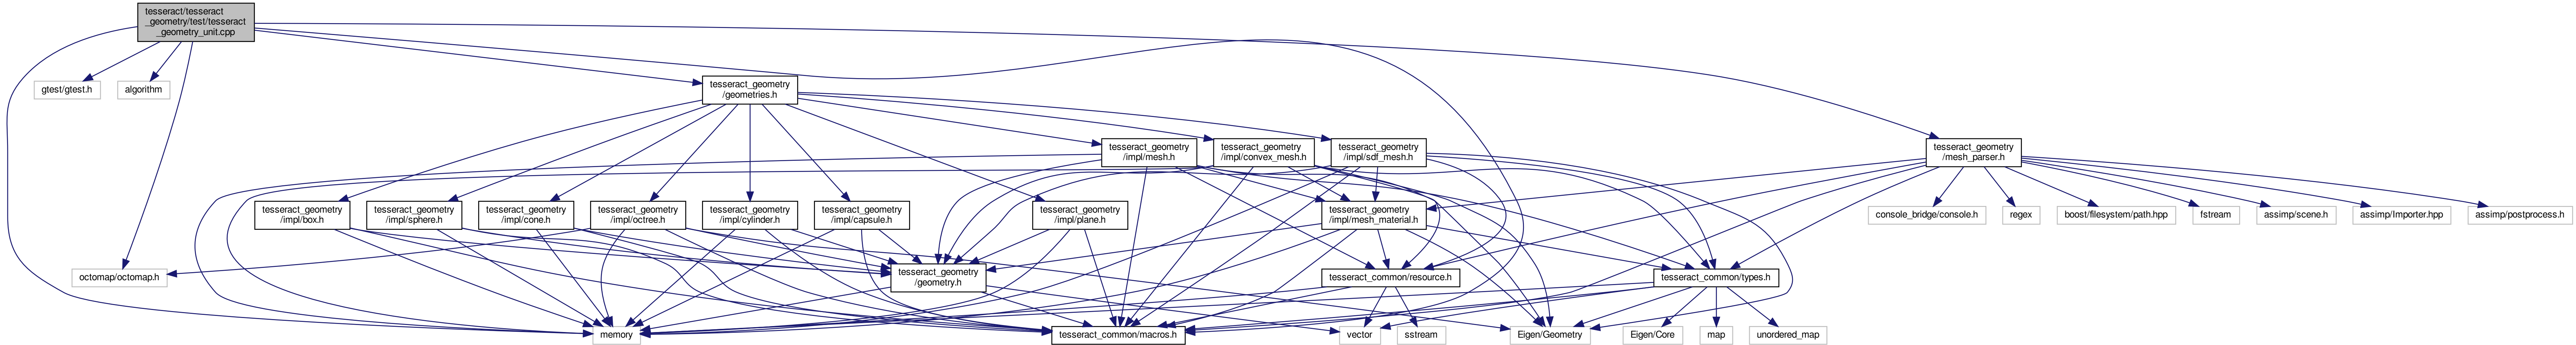 tesseract/tesseract
_geometry/test/tesseract
_geometry_unit.cpp
gtest/gtest.h
algorithm
tesseract_geometry
/geometries.h
tesseract_geometry
/impl/mesh.h
tesseract_geometry
/impl/convex_mesh.h
tesseract_geometry
/impl/sdf_mesh.h
tesseract_geometry
/mesh_parser.h
tesseract_geometry
/impl/box.h
tesseract_geometry
/impl/sphere.h
tesseract_geometry
/impl/cone.h
tesseract_geometry
/impl/octree.h
tesseract_geometry
/impl/cylinder.h
tesseract_geometry
/impl/capsule.h
tesseract_geometry
/impl/plane.h
tesseract_geometry
/impl/mesh_material.h
console_bridge/console.h
regex
boost/filesystem/path.hpp
fstream
assimp/scene.h
assimp/Importer.hpp
assimp/postprocess.h
octomap/octomap.h
tesseract_geometry
/geometry.h
tesseract_common/resource.h
tesseract_common/types.h
memory
tesseract_common/macros.h
vector
sstream
Eigen/Geometry
Eigen/Core
map
unordered_map